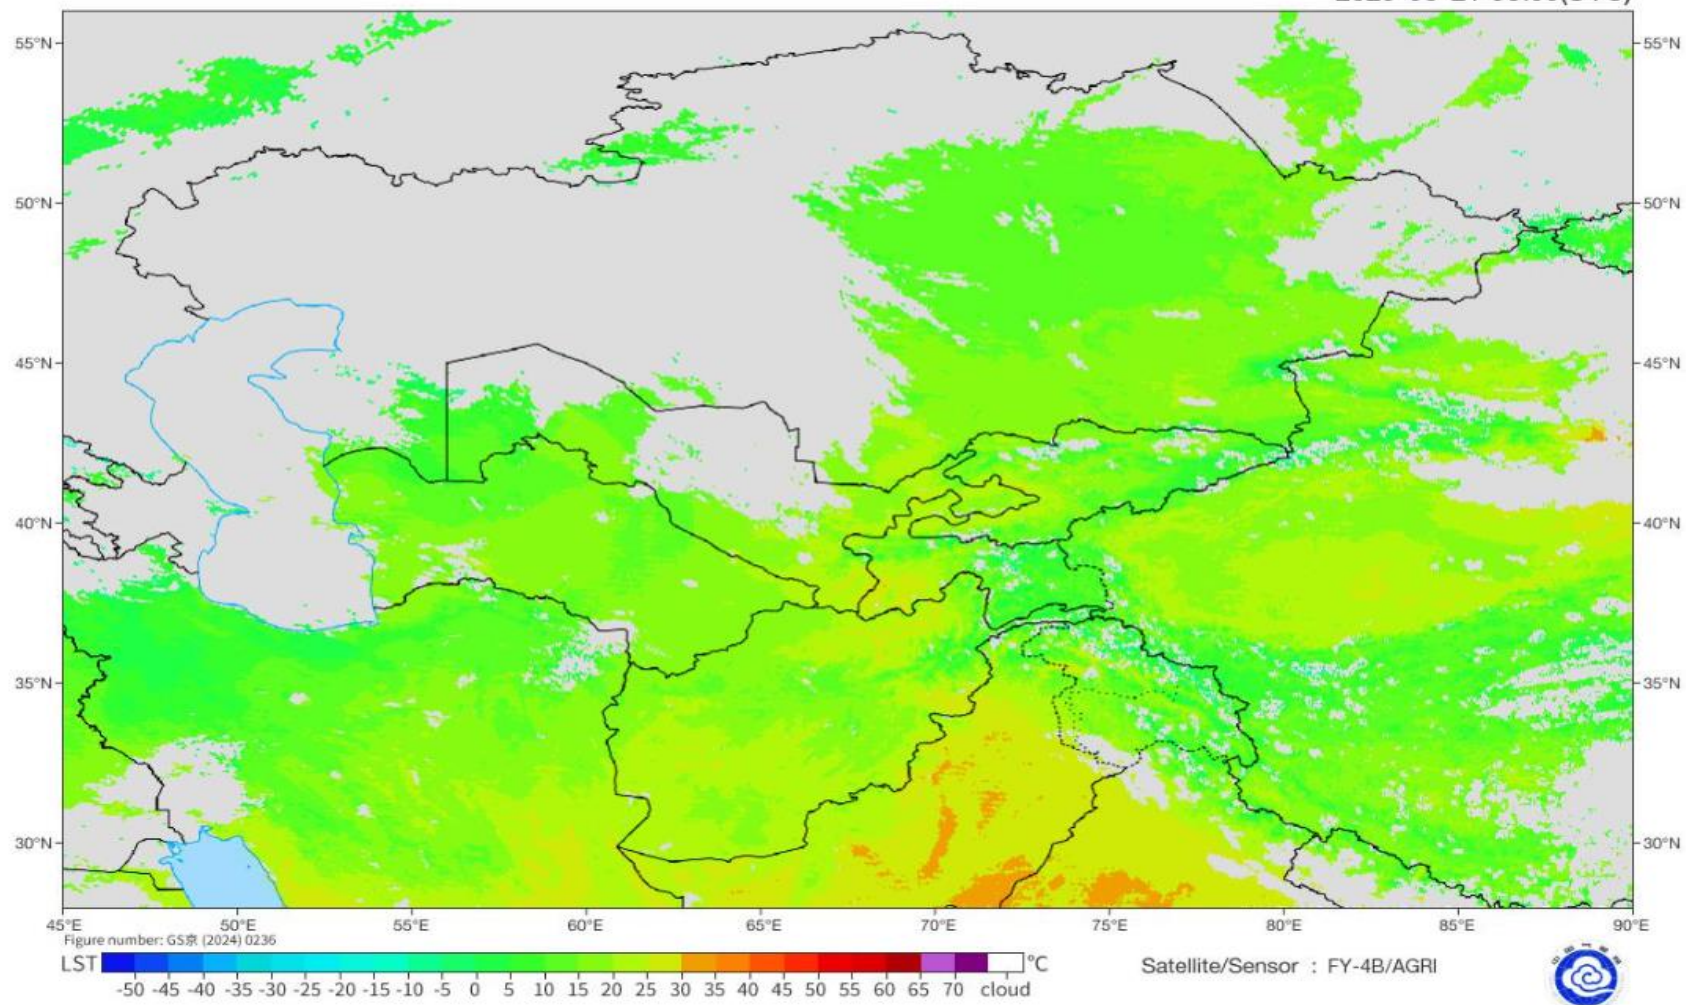 55°N 55°N
50°N 50°N
45°N 45°N
40°N 40°N
35°N 35°N
30°N 30°N
45°E 50°E 55°E 60°E 65°E 70°E 75°E 80°E 85°E 90°E
Figure number: GS京 (2024) 0236
LST °C
-50 -45 -40 -35 -30 -25 -20 -15 -10 -5 0 5 10 15 20 25 30 35 40 45 50 55 60 65 70 cloud
Satellite/Sensor : FY-4B/AGRI